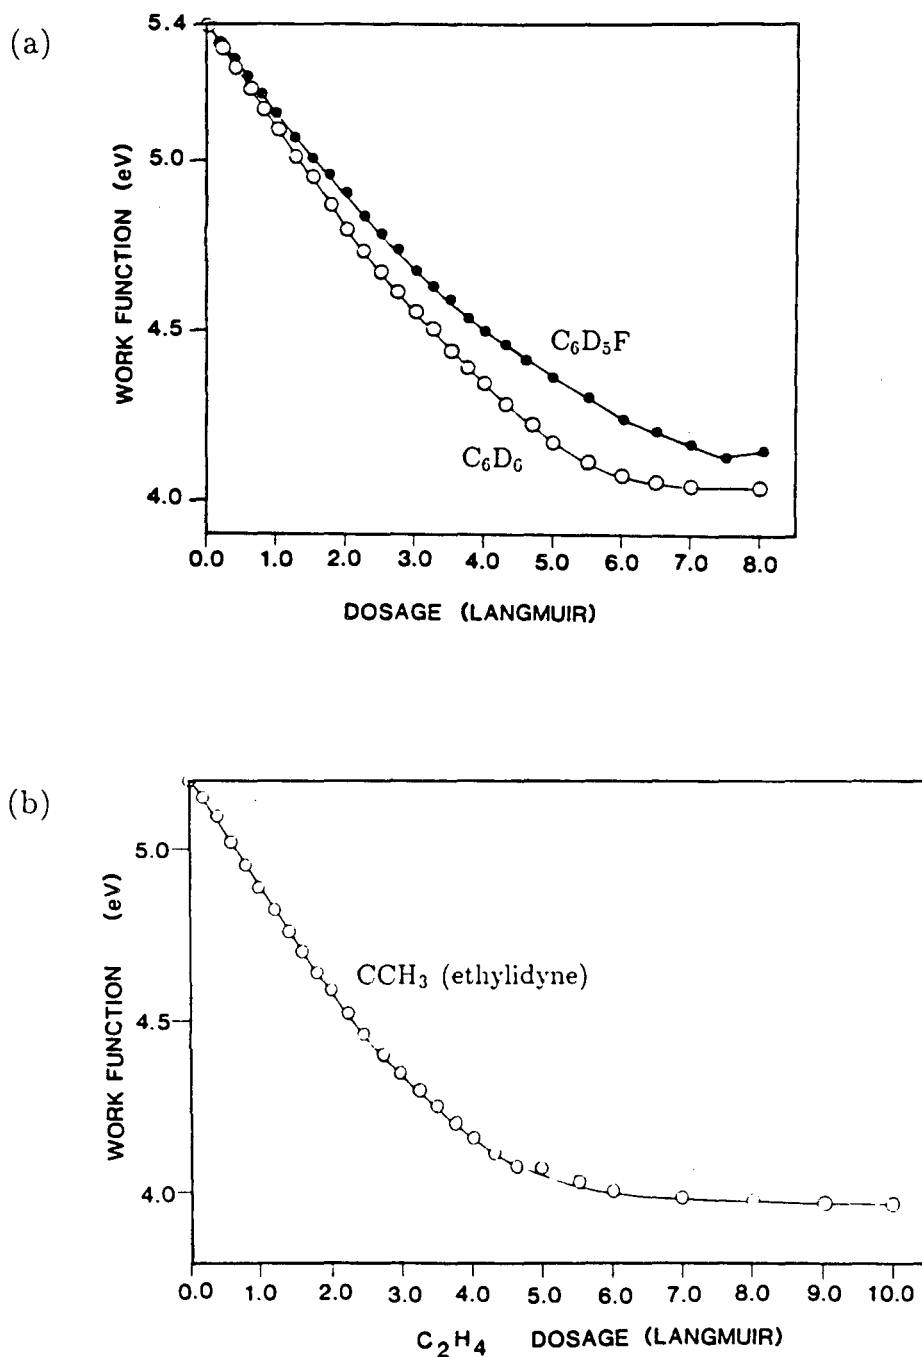 (a)
5.4
5.0
4.5
4.0
WORK FUNCTION (eV)
C₆D₅F
C₆D₆
0.0 1.0 2.0 3.0 4.0 5.0 6.0 7.0 8.0
DOSAGE (LANGMUIR)
(b)
5.0
4.5
4.0
WORK FUNCTION (eV)
CCH₃ (ethylidyne)
0.0 1.0 2.0 3.0 4.0 5.0 6.0 7.0 8.0 9.0 10.0
C₂H₄ DOSAGE (LANGMUIR)